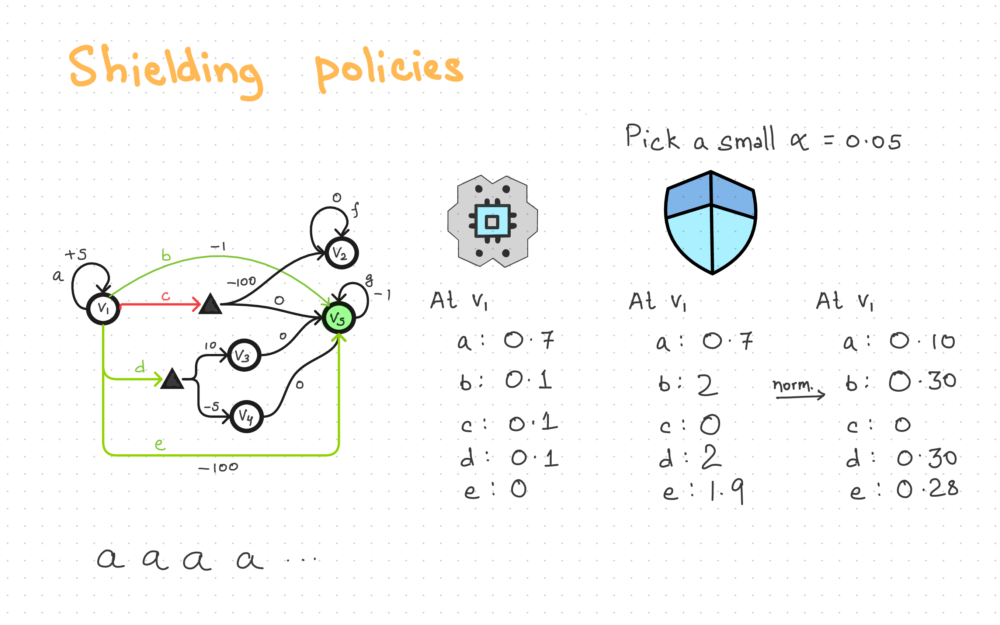 Shielding policies
Pick a small α = 0.05
0
f
V2
+5
a
b
-1
-100
c
V1
0
g
-1
V5
10
V3
0
d
-5
V4
0
e
-100
At v1
a: 0.7
b: 0.1
c: 0.1
d: 0.1
e: 0
At v1
a: 0.7
b: 2
c: 0
d: 2
e: 1.9
norm.
At v1
a: 0.10
b: 0.30
c: 0
d: 0.30
e: 0.28
a a a a ...